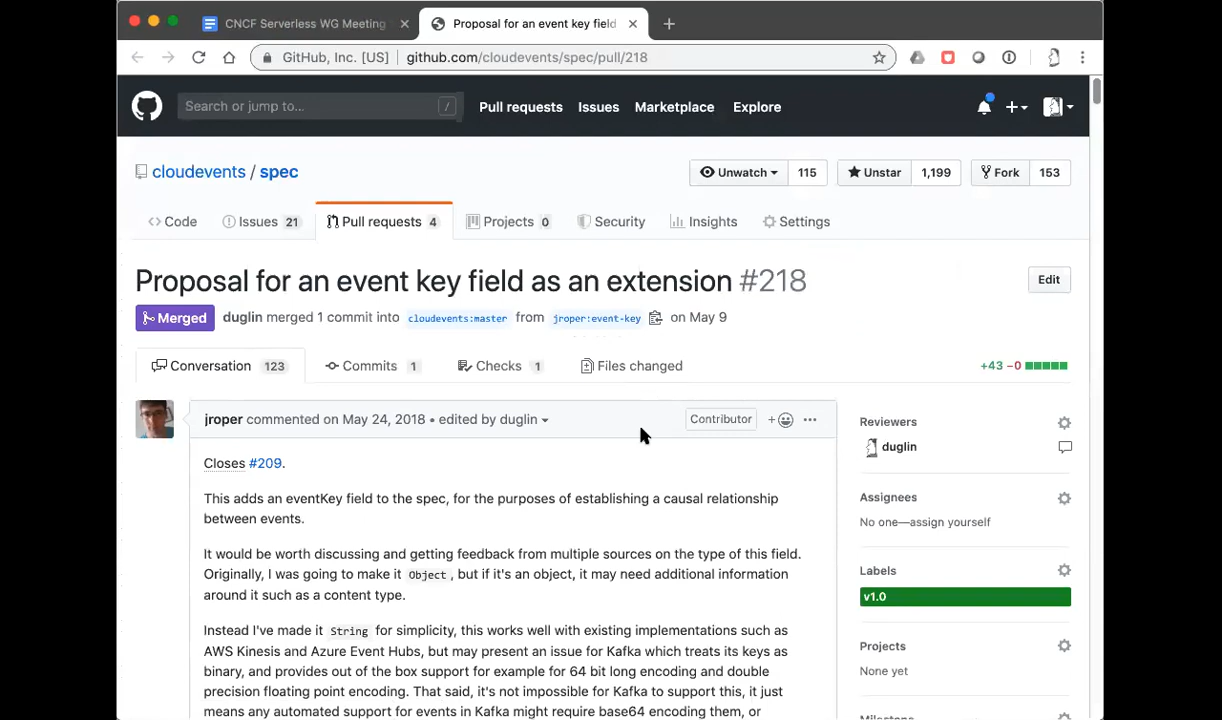 CNCF Serverless WG Meeting
Proposal for an event key field
GitHub, Inc. [US] github.com/cloudevents/spec/pull/218
Search or jump to... /
Pull requests Issues Marketplace Explore
cloudevents / spec
Unwatch 115 Unstar 1,199 Fork 153
Code Issues 21 Pull requests 4 Projects 0 Security Insights Settings
Proposal for an event key field as an extension #218
Edit
Merged duglin merged 1 commit into cloudevents:master from jroper:event-key on May 9
Conversation 123 Commits 1 Checks 1 Files changed +43 −0
jroper commented on May 24, 2018 • edited by duglin Contributor
Closes #209.
This adds an eventKey field to the spec, for the purposes of establishing a causal relationship
between events.
It would be worth discussing and getting feedback from multiple sources on the type of this field.
Originally, I was going to make it Object, but if it's an object, it may need additional information
around it such as a content type.
Instead I've made it String for simplicity, this works well with existing implementations such as
AWS Kinesis and Azure Event Hubs, but may present an issue for Kafka which treats its keys as
binary, and provides out of the box support for example for 64 bit long encoding and double
precision floating point encoding. That said, it's not impossible for Kafka to support this, it just
means any automated support for events in Kafka might require base64 encoding them, or
Reviewers
duglin
Assignees
No one—assign yourself
Labels
v1.0
Projects
None yet
Milestone